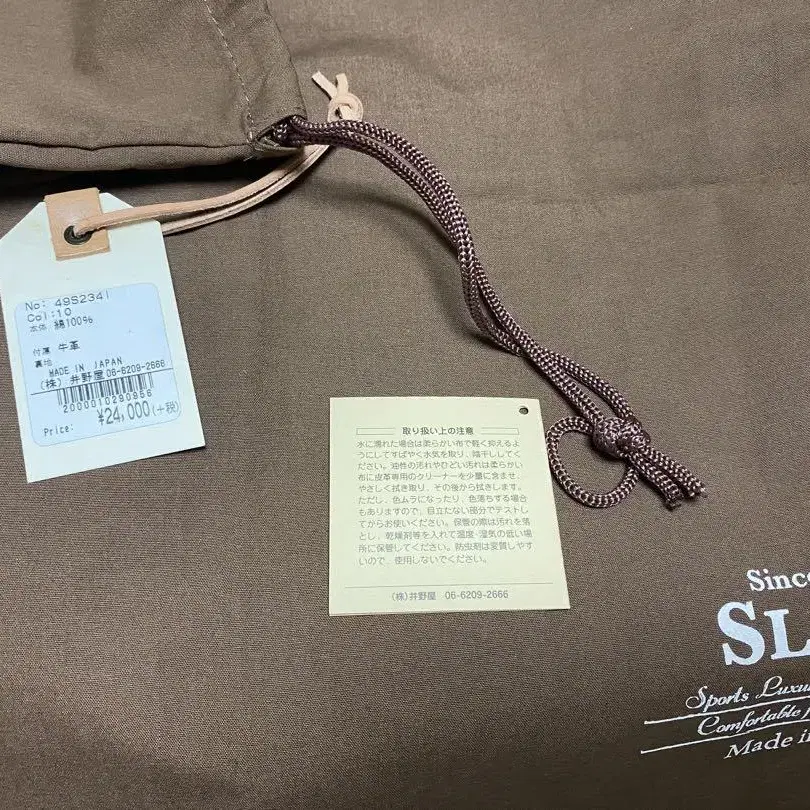 No: 49S2341
Col:10
本体 綿100%
付属 牛革
裏地
MADE IN JAPAN
(株) 井野屋 06-6209-2666
2000010290956
Price: ¥24,000(+税)
取り扱い上の注意
水に濡れた場合は柔らかい布で軽く抑えるよ
うにしてすばやく水気を取り、陰干ししてく
ださい。油性の汚れやひどい汚れは柔らかい
布に皮革専用のクリーナーを少量に含ませ、
やさしく拭き取り、その後から拭きします。
ただし、色ムラになったり、色落ちする場合
もありますので、目立たない部分でテスト
してからお使いください。保管の際は汚れを落
とし、乾燥剤等を入れて温度・湿気の低い場
所に保管してください。防虫剤は変質しやす
いので、使用しないでください。
(株)井野屋 06-6209-2666
Since
SL
Sports Luxu
Comfortable
Made in